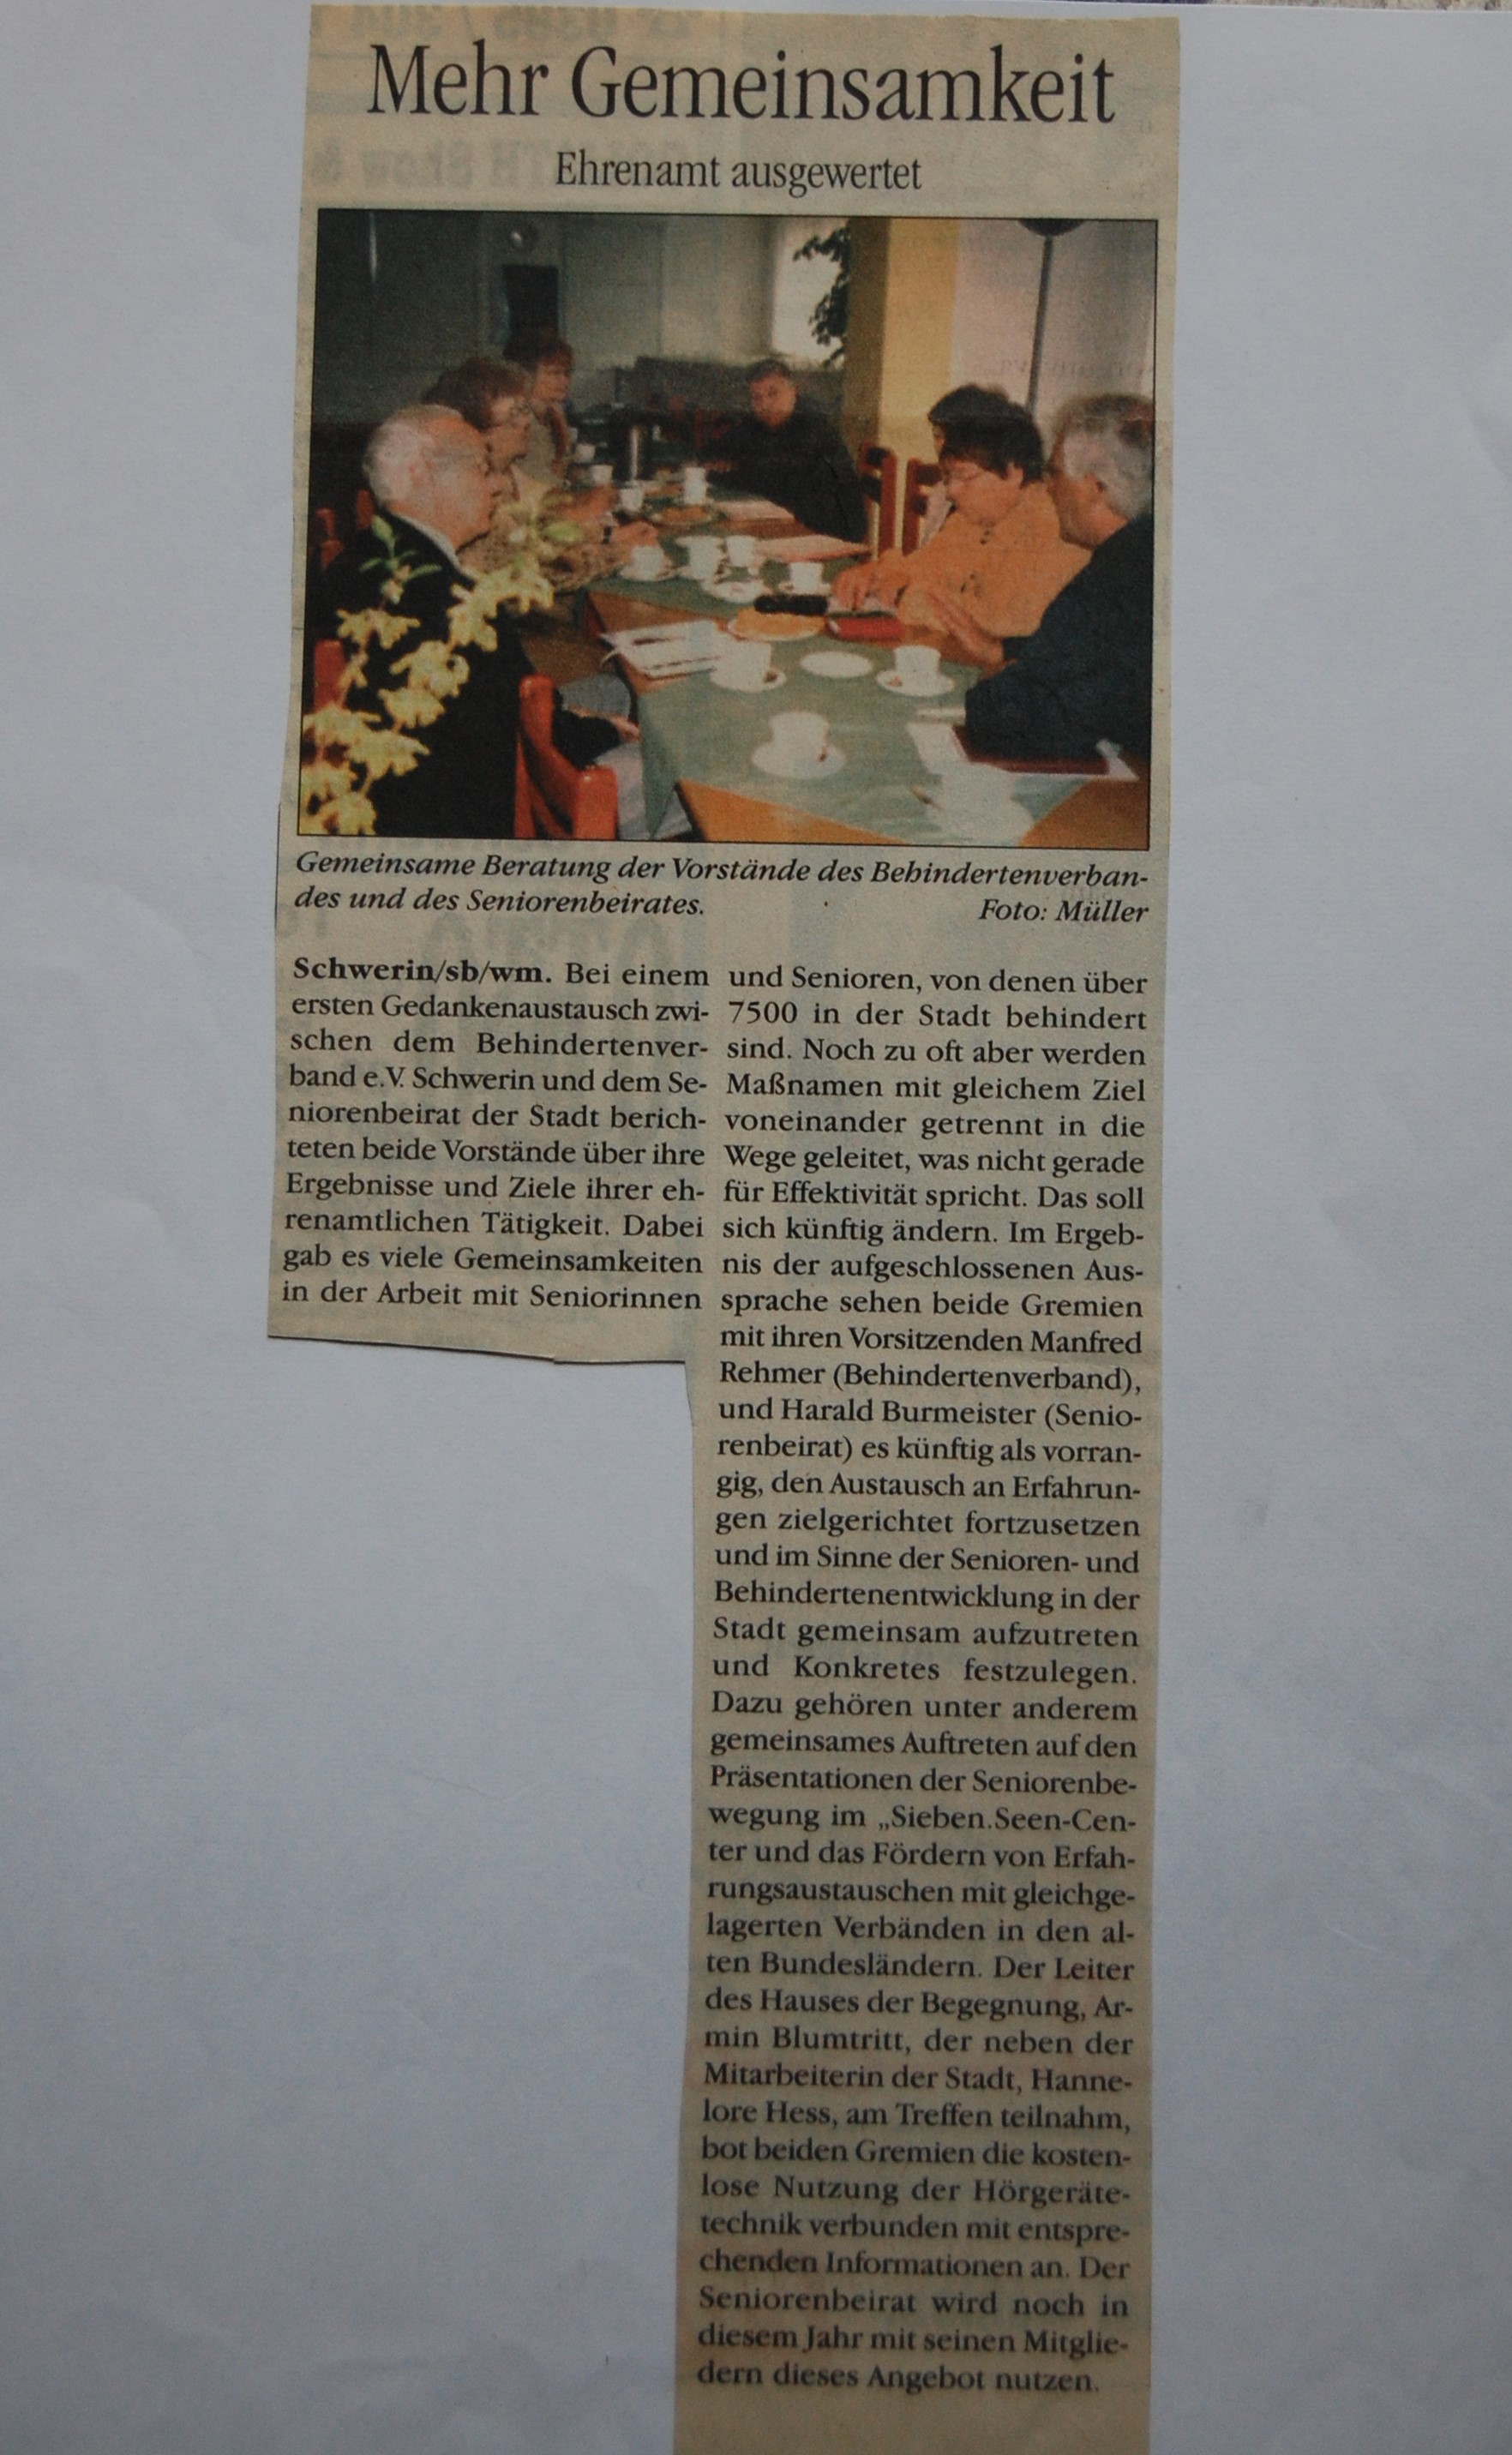 Mehr Gemeinsamkeit
Ehrenamt ausgewertet
Gemeinsame Beratung der Vorstände des Behindertenverban-
des und des Seniorenbeirates. Foto: Müller
Schwerin/sb/wm. Bei einem
ersten Gedankenaustausch zwi-
schen dem Behindertenver-
band e.V. Schwerin und dem Se-
niorenbeirat der Stadt berich-
teten beide Vorstände über ihre
Ergebnisse und Ziele ihrer eh-
renamtlichen Tätigkeit. Dabei
gab es viele Gemeinsamkeiten
in der Arbeit mit Seniorinnen
und Senioren, von denen über
7500 in der Stadt behindert
sind. Noch zu oft aber werden
Maßnamen mit gleichem Ziel
voneinander getrennt in die
Wege geleitet, was nicht gerade
für Effektivität spricht. Das soll
sich künftig ändern. Im Ergeb-
nis der aufgeschlossenen Aus-
sprache sehen beide Gremien
mit ihren Vorsitzenden Manfred
Rehmer (Behindertenverband),
und Harald Burmeister (Senio-
renbeirat) es künftig als vorran-
gig, den Austausch an Erfahrun-
gen zielgerichtet fortzusetzen
und im Sinne der Senioren- und
Behindertenentwicklung in der
Stadt gemeinsam aufzutreten
und Konkretes festzulegen.
Dazu gehören unter anderem
gemeinsames Auftreten auf den
Präsentationen der Seniorenbe-
wegung im „Sieben.Seen-Cen-
ter und das Fördern von Erfah-
rungsaustauschen mit gleichge-
lagerten Verbänden in den al-
ten Bundesländern. Der Leiter
des Hauses der Begegnung, Ar-
min Blumtritt, der neben der
Mitarbeiterin der Stadt, Hanne-
lore Hess, am Treffen teilnahm,
bot beiden Gremien die kosten-
lose Nutzung der Hörgeräte-
technik verbunden mit entspre-
chenden Informationen an. Der
Seniorenbeirat wird noch in
diesem Jahr mit seinen Mitglie-
dern dieses Angebot nutzen.